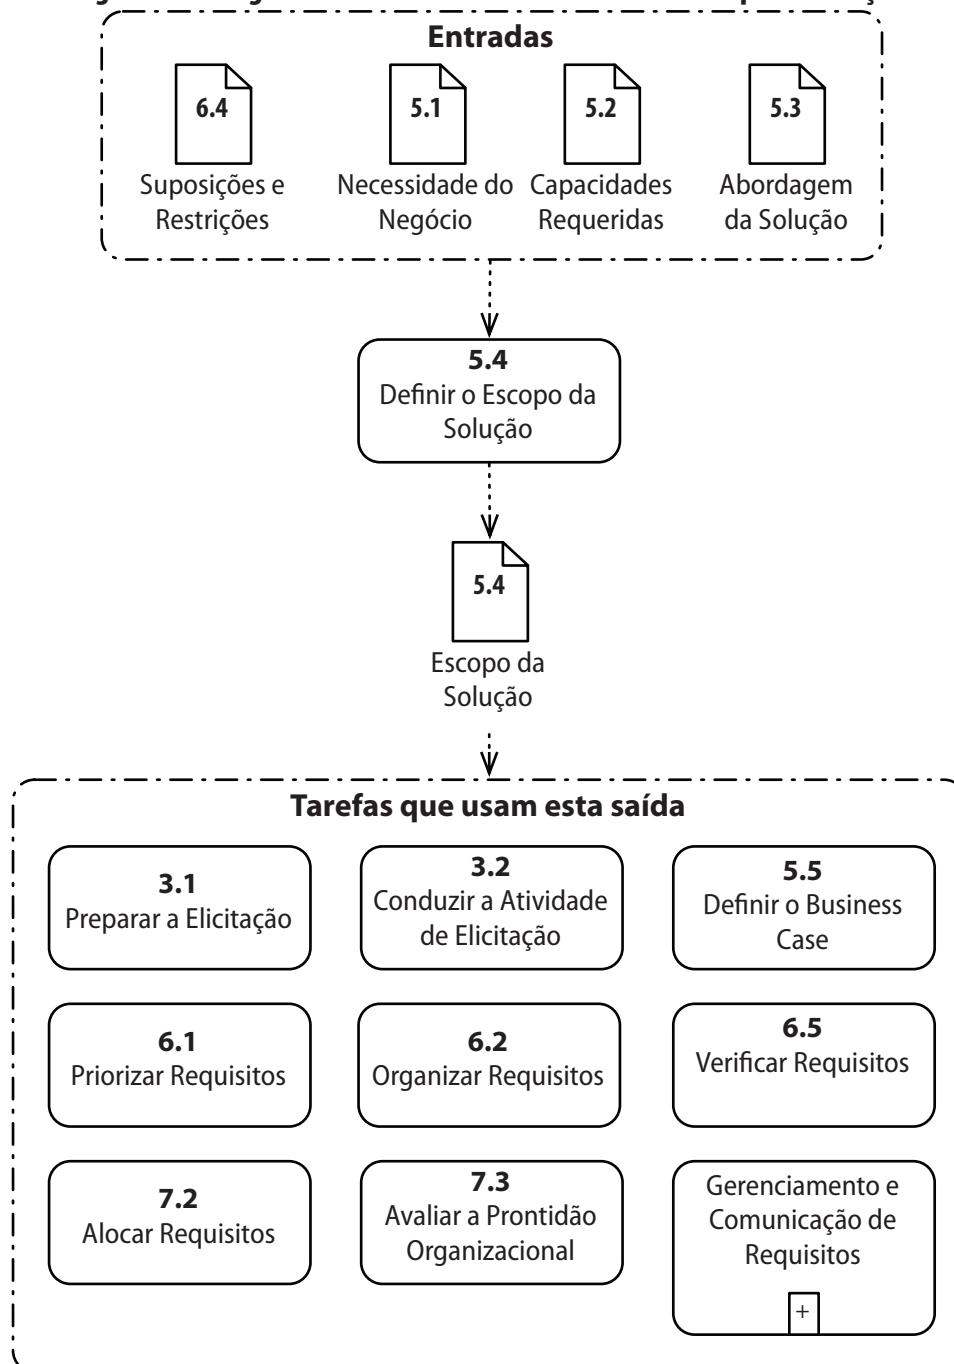 Entradas
6.4
5.1
5.2
5.3
Suposições e
Restrições
Necessidade do
Negócio
Capacidades
Requeridas
Abordagem
da Solução
5.4
Definir o Escopo da
Solução
5.4
Escopo da
Solução
Tarefas que usam esta saída
3.1
Preparar a Elicitação
3.2
Conduzir a Atividade
de Elicitação
5.5
Definir o Business
Case
6.1
Priorizar Requisitos
6.2
Organizar Requisitos
6.5
Verificar Requisitos
7.2
Alocar Requisitos
7.3
Avaliar a Prontidão
Organizacional
Gerenciamento e
Comunicação de
Requisitos
+